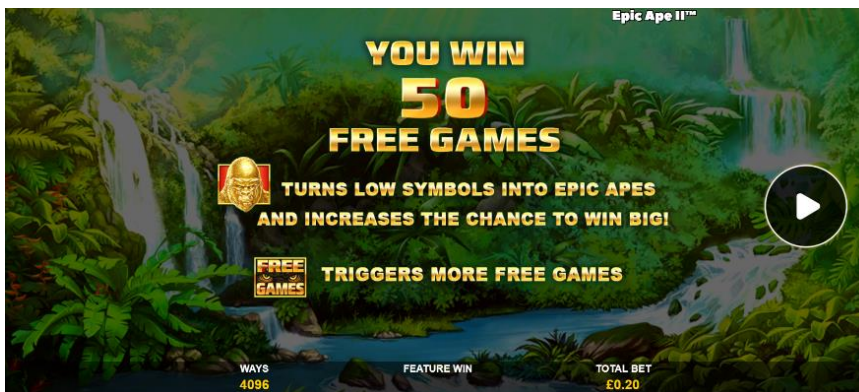 Epic Ape II™
YOU WIN
50
FREE GAMES
TURNS LOW SYMBOLS INTO EPIC APES
AND INCREASES THE CHANCE TO WIN BIG!
FREE
GAMES
TRIGGERS MORE FREE GAMES
WAYS
4096
FEATURE WIN
TOTAL BET
£0.20